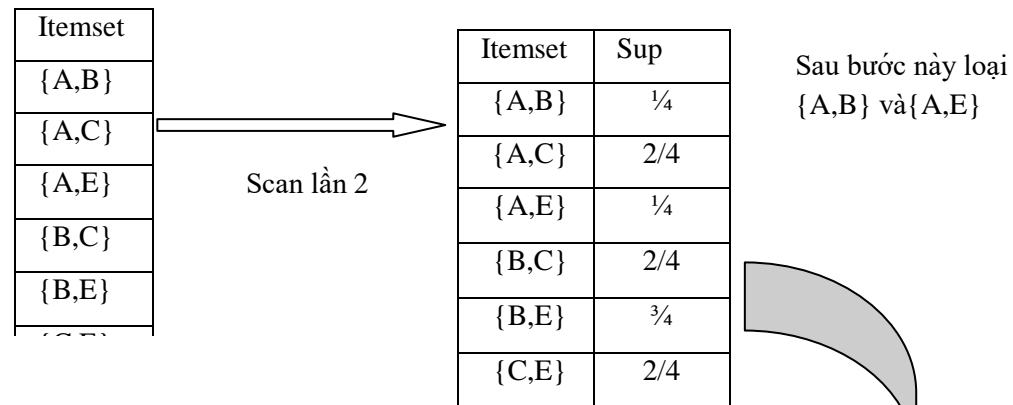 Itemset
{A,B}
{A,C}
{A,E}
{B,C}
{B,E}
Scan lần 2
Itemset Sup
{A,B} ¼
{A,C} 2/4
{A,E} ¼
{B,C} 2/4
{B,E} ¾
{C,E} 2/4
Sau bước này loại
{A,B} và{A,E}